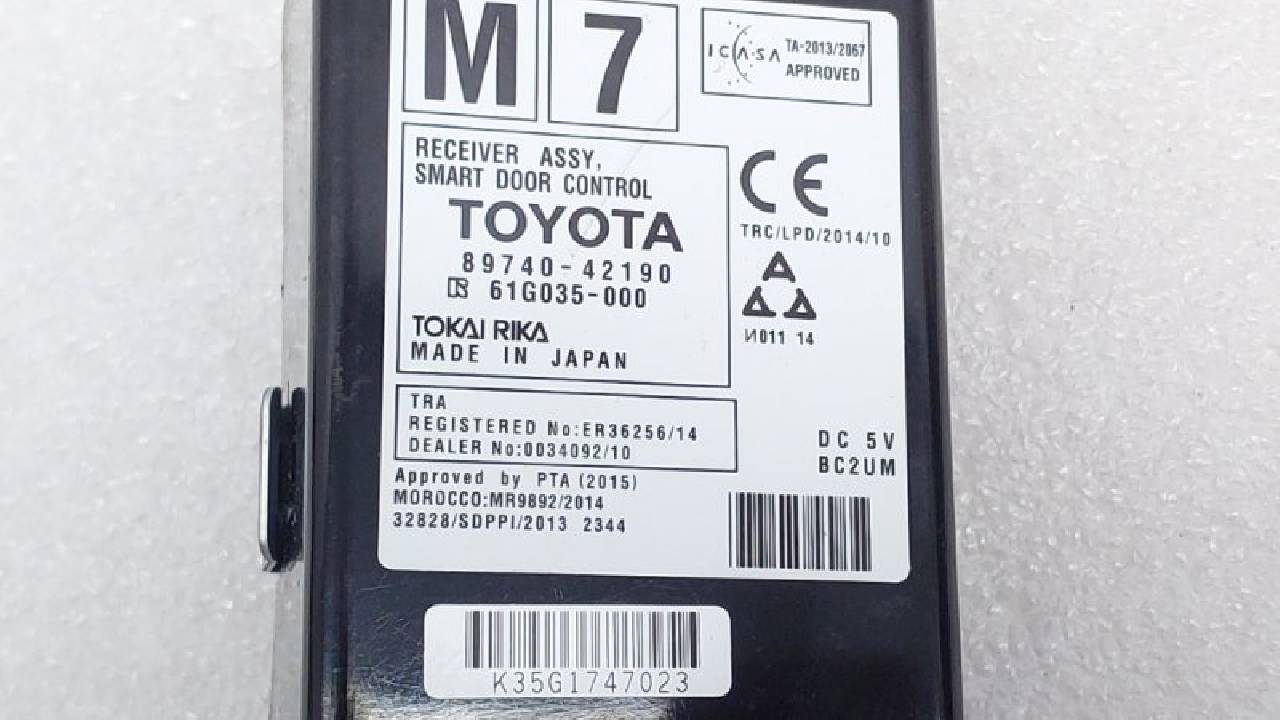 M 7
ICASA TA-2013/2067
APPROVED
RECEIVER ASSY,
SMART DOOR CONTROL
TOYOTA
89740-42190
61G035-000
TOKAI RIKA
MADE IN JAPAN
CE
TRC/LPD/2014/10
И011 14
TRA
REGISTERED No:ER36256/14
DEALER No:0034092/10
DC 5V
BC2UM
Approved by PTA (2015)
MOROCCO:MR9892/2014
32828/SDPPI/2013 2344
K35G1747023